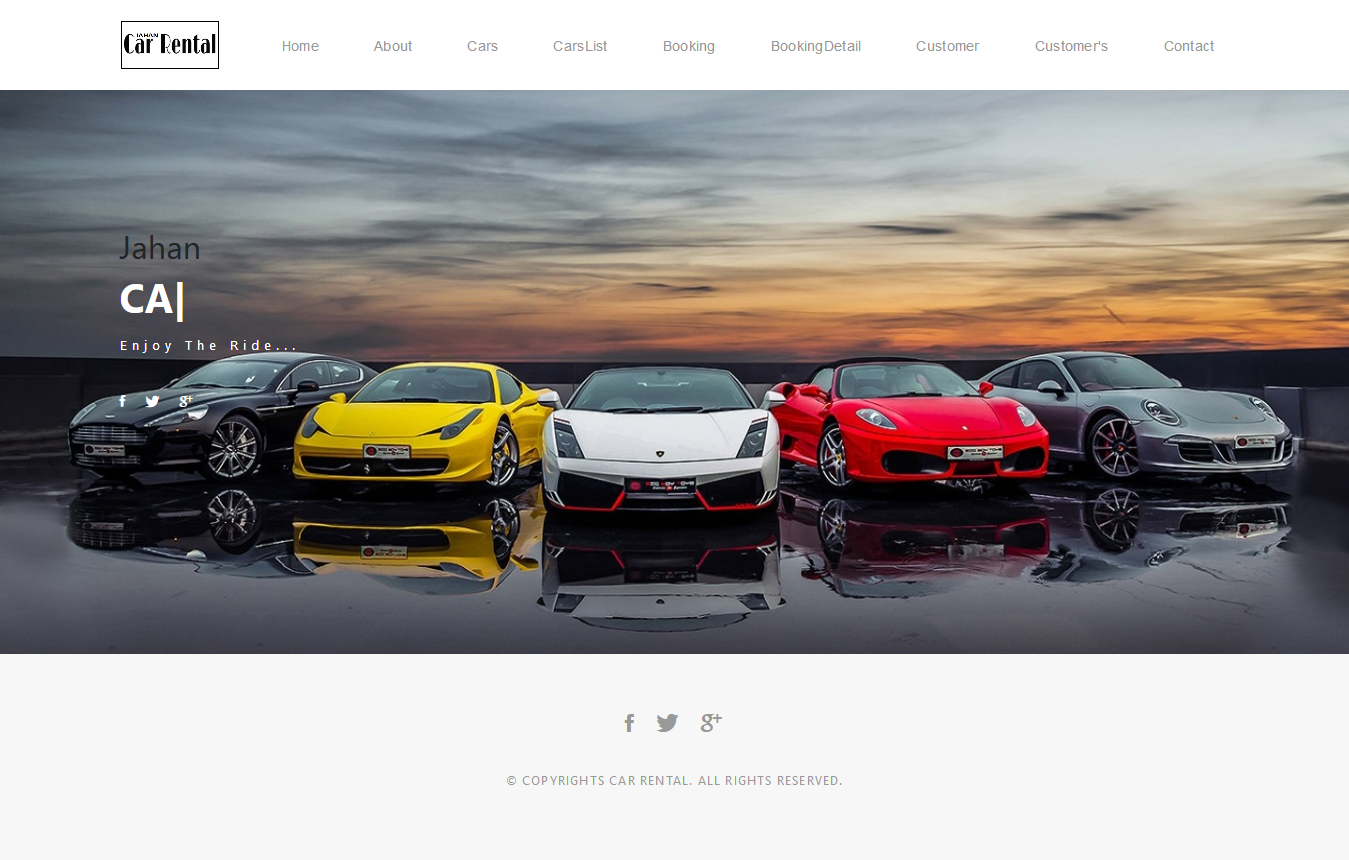 JAHAN
Car Rental
Home About Cars CarsList Booking BookingDetail Customer Customer's Contact
Jahan
CA|
Enjoy The Ride...
© COPYRIGHTS CAR RENTAL. ALL RIGHTS RESERVED.